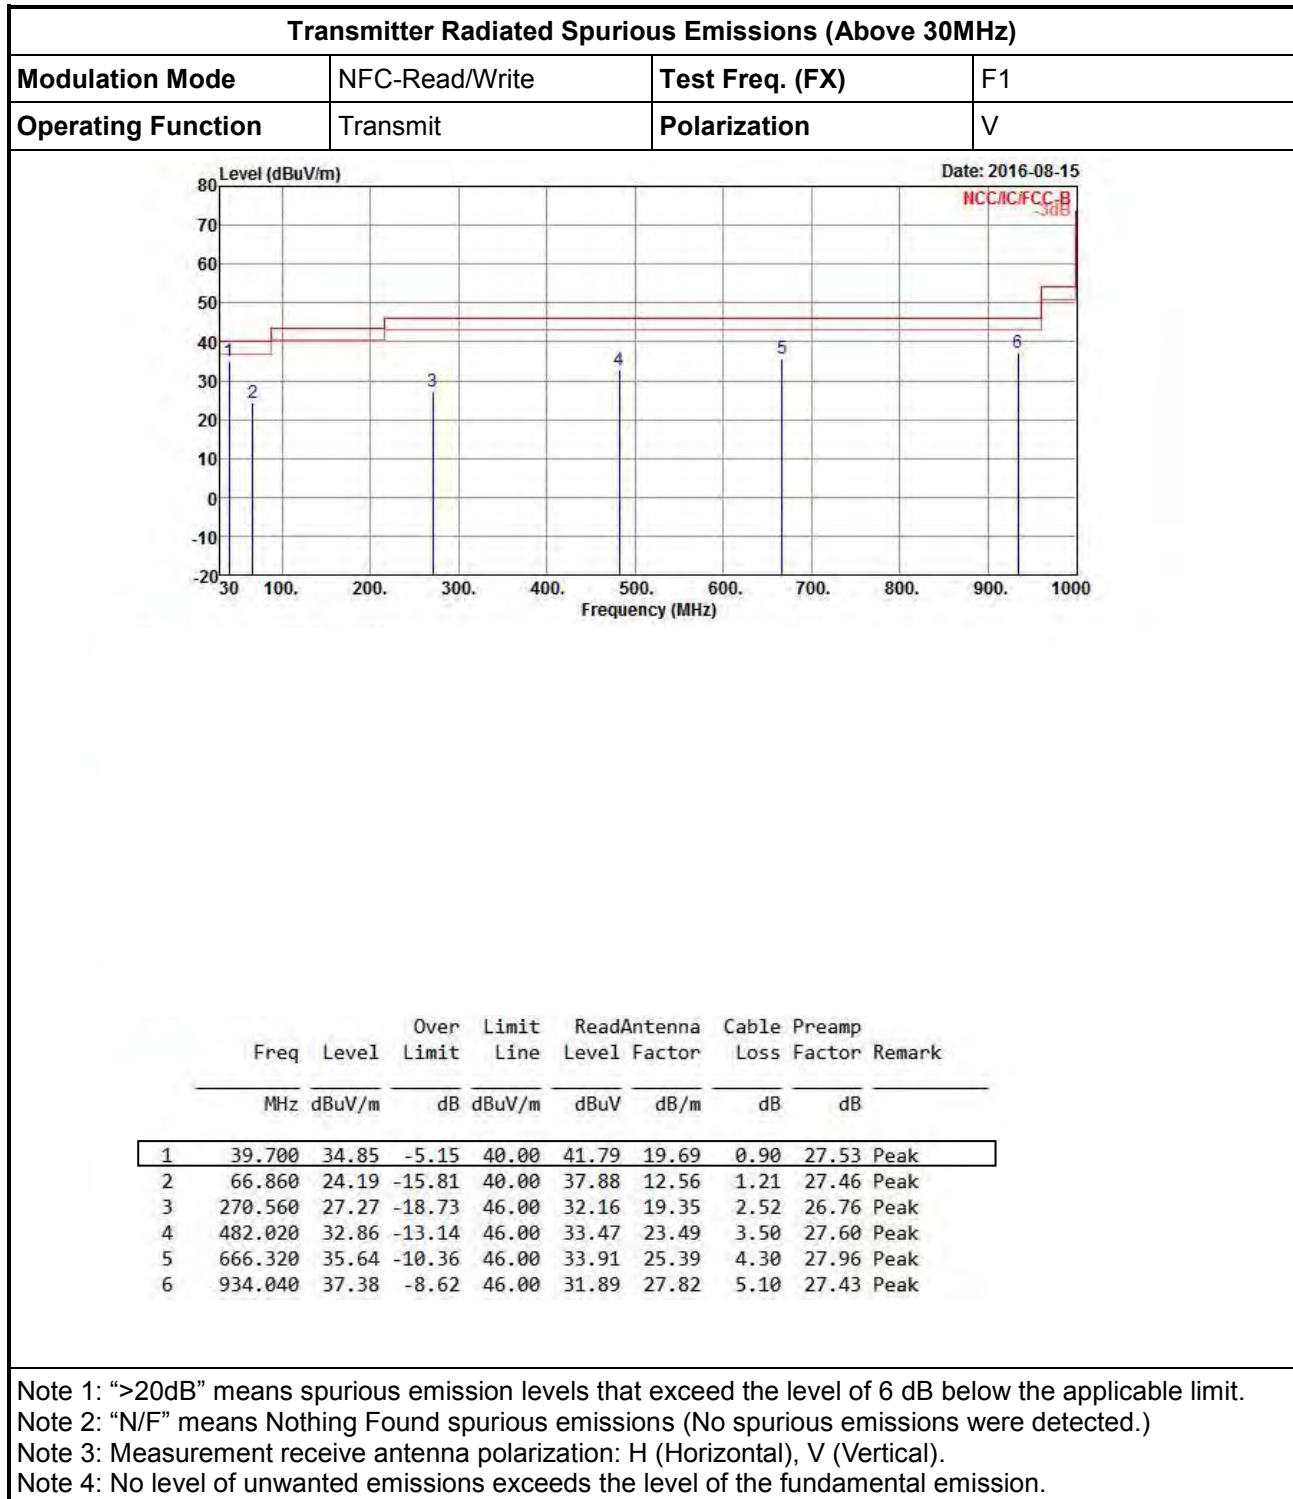 Transmitter Radiated Spurious Emissions (Above 30MHz)
Modulation Mode NFC-Read/Write Test Freq. (FX) F1
Operating Function Transmit Polarization V
Level (dBuV/m) Date: 2016-08-15
80
NCC/IC/FCC-B
-3dB
70
60
50
40
1 2 3 4 5 6
30
20
10
0
-10
-20
30 100. 200. 300. 400. 500. 600. 700. 800. 900. 1000
Frequency (MHz)
Over Limit ReadAntenna Cable Preamp
Freq Level Limit Line Level Factor Loss Factor Remark
MHz dBuV/m dB dBuV/m dBuV dB/m dB dB
1 39.700 34.85 -5.15 40.00 41.79 19.69 0.90 27.53 Peak
2 66.860 24.19 -15.81 40.00 37.88 12.56 1.21 27.46 Peak
3 270.560 27.27 -18.73 46.00 32.16 19.35 2.52 26.76 Peak
4 482.020 32.86 -13.14 46.00 33.47 23.49 3.50 27.60 Peak
5 666.320 35.64 -10.36 46.00 33.91 25.39 4.30 27.96 Peak
6 934.040 37.38 -8.62 46.00 31.89 27.82 5.10 27.43 Peak
Note 1: “>20dB” means spurious emission levels that exceed the level of 6 dB below the applicable limit.
Note 2: “N/F” means Nothing Found spurious emissions (No spurious emissions were detected.)
Note 3: Measurement receive antenna polarization: H (Horizontal), V (Vertical).
Note 4: No level of unwanted emissions exceeds the level of the fundamental emission.